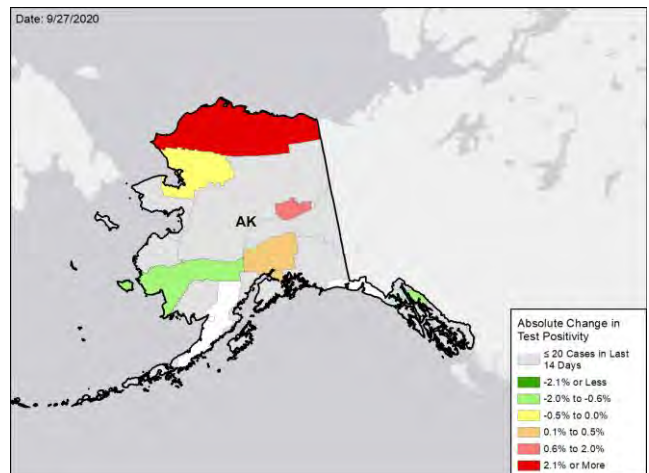 Date: 9/27/2020
AK
Absolute Change in
Test Positivity
≤ 20 Cases in Last
14 Days
-2.1% or Less
-2.0% to -0.6%
-0.5% to 0.0%
0.1% to 0.5%
0.6% to 2.0%
2.1% or More